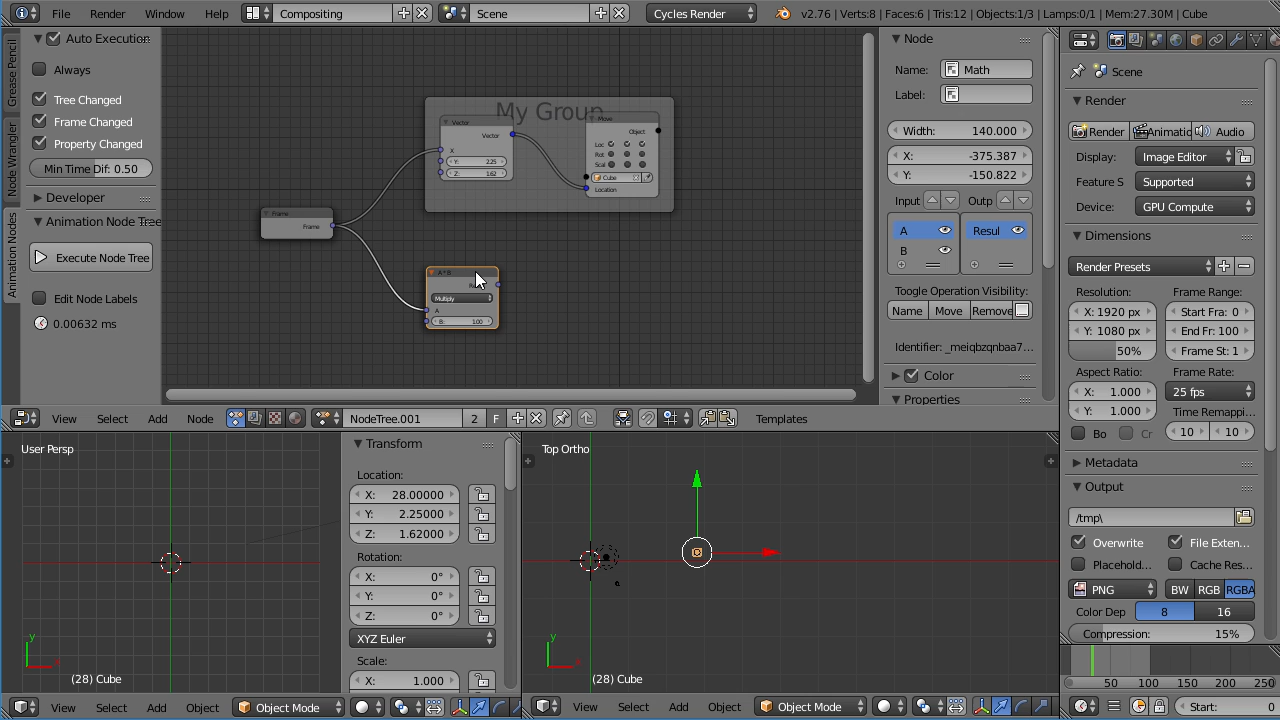 File Render Window Help Compositing Scene Cycles Render v2.76 | Verts:8 | Faces:6 | Tris:12 | Objects:1/3 | Lamps:0/1 | Mem:27.30M | Cube
Grease Pencil
Node Wrangler
Animation Nodes
Auto Execution
Always
Tree Changed
Frame Changed
Property Changed
Min Time Dif: 0.50
Developer
Animation Node Tree
Execute Node Tree
Edit Node Labels
0.00632 ms
My Group
Vector
Vector
X
Y: 2.25
Z: 1.62
Move
Object
Loc
Rot
Scal
Cube
Location
Frame
Frame
A * B
Multiply
A
B: 1.00
Node
Name: Math
Label:
Width: 140.000
X: -375.387
Y: -150.822
Input Outp
A Resul
B
Toogle Operation Visibility:
Name Move Remove
Identifier: _meiqbzqnbaa7...
Color
Properties
View Select Add Node NodeTree.001 2 F Templates
User Persp
(28) Cube
Transform
Location:
X: 28.00000
Y: 2.25000
Z: 1.62000
Rotation:
X: 0°
Y: 0°
Z: 0°
XYZ Euler
Scale:
X: 1.000
y
x
View Select Add Object Object Mode
Top Ortho
y
x
(28) Cube
View Select Add Object Object Mode
Scene
Render
Render Animatic Audio
Display: Image Editor
Feature S Supported
Device: GPU Compute
Dimensions
Render Presets
Resolution: Frame Range:
X: 1920 px Start Fra: 0
Y: 1080 px End Fr: 100
50% Frame St: 1
Aspect Ratio: Frame Rate:
X: 1.000 25 fps
Y: 1.000 Time Remappi...
Bo Cr 10 10
Metadata
Output
/tmp\
Overwrite File Exten...
Placehold... Cache Res...
PNG BW RGB RGBA
Color Dep 8 16
Compression: 15%
50 100 150 200 250
Start: 0